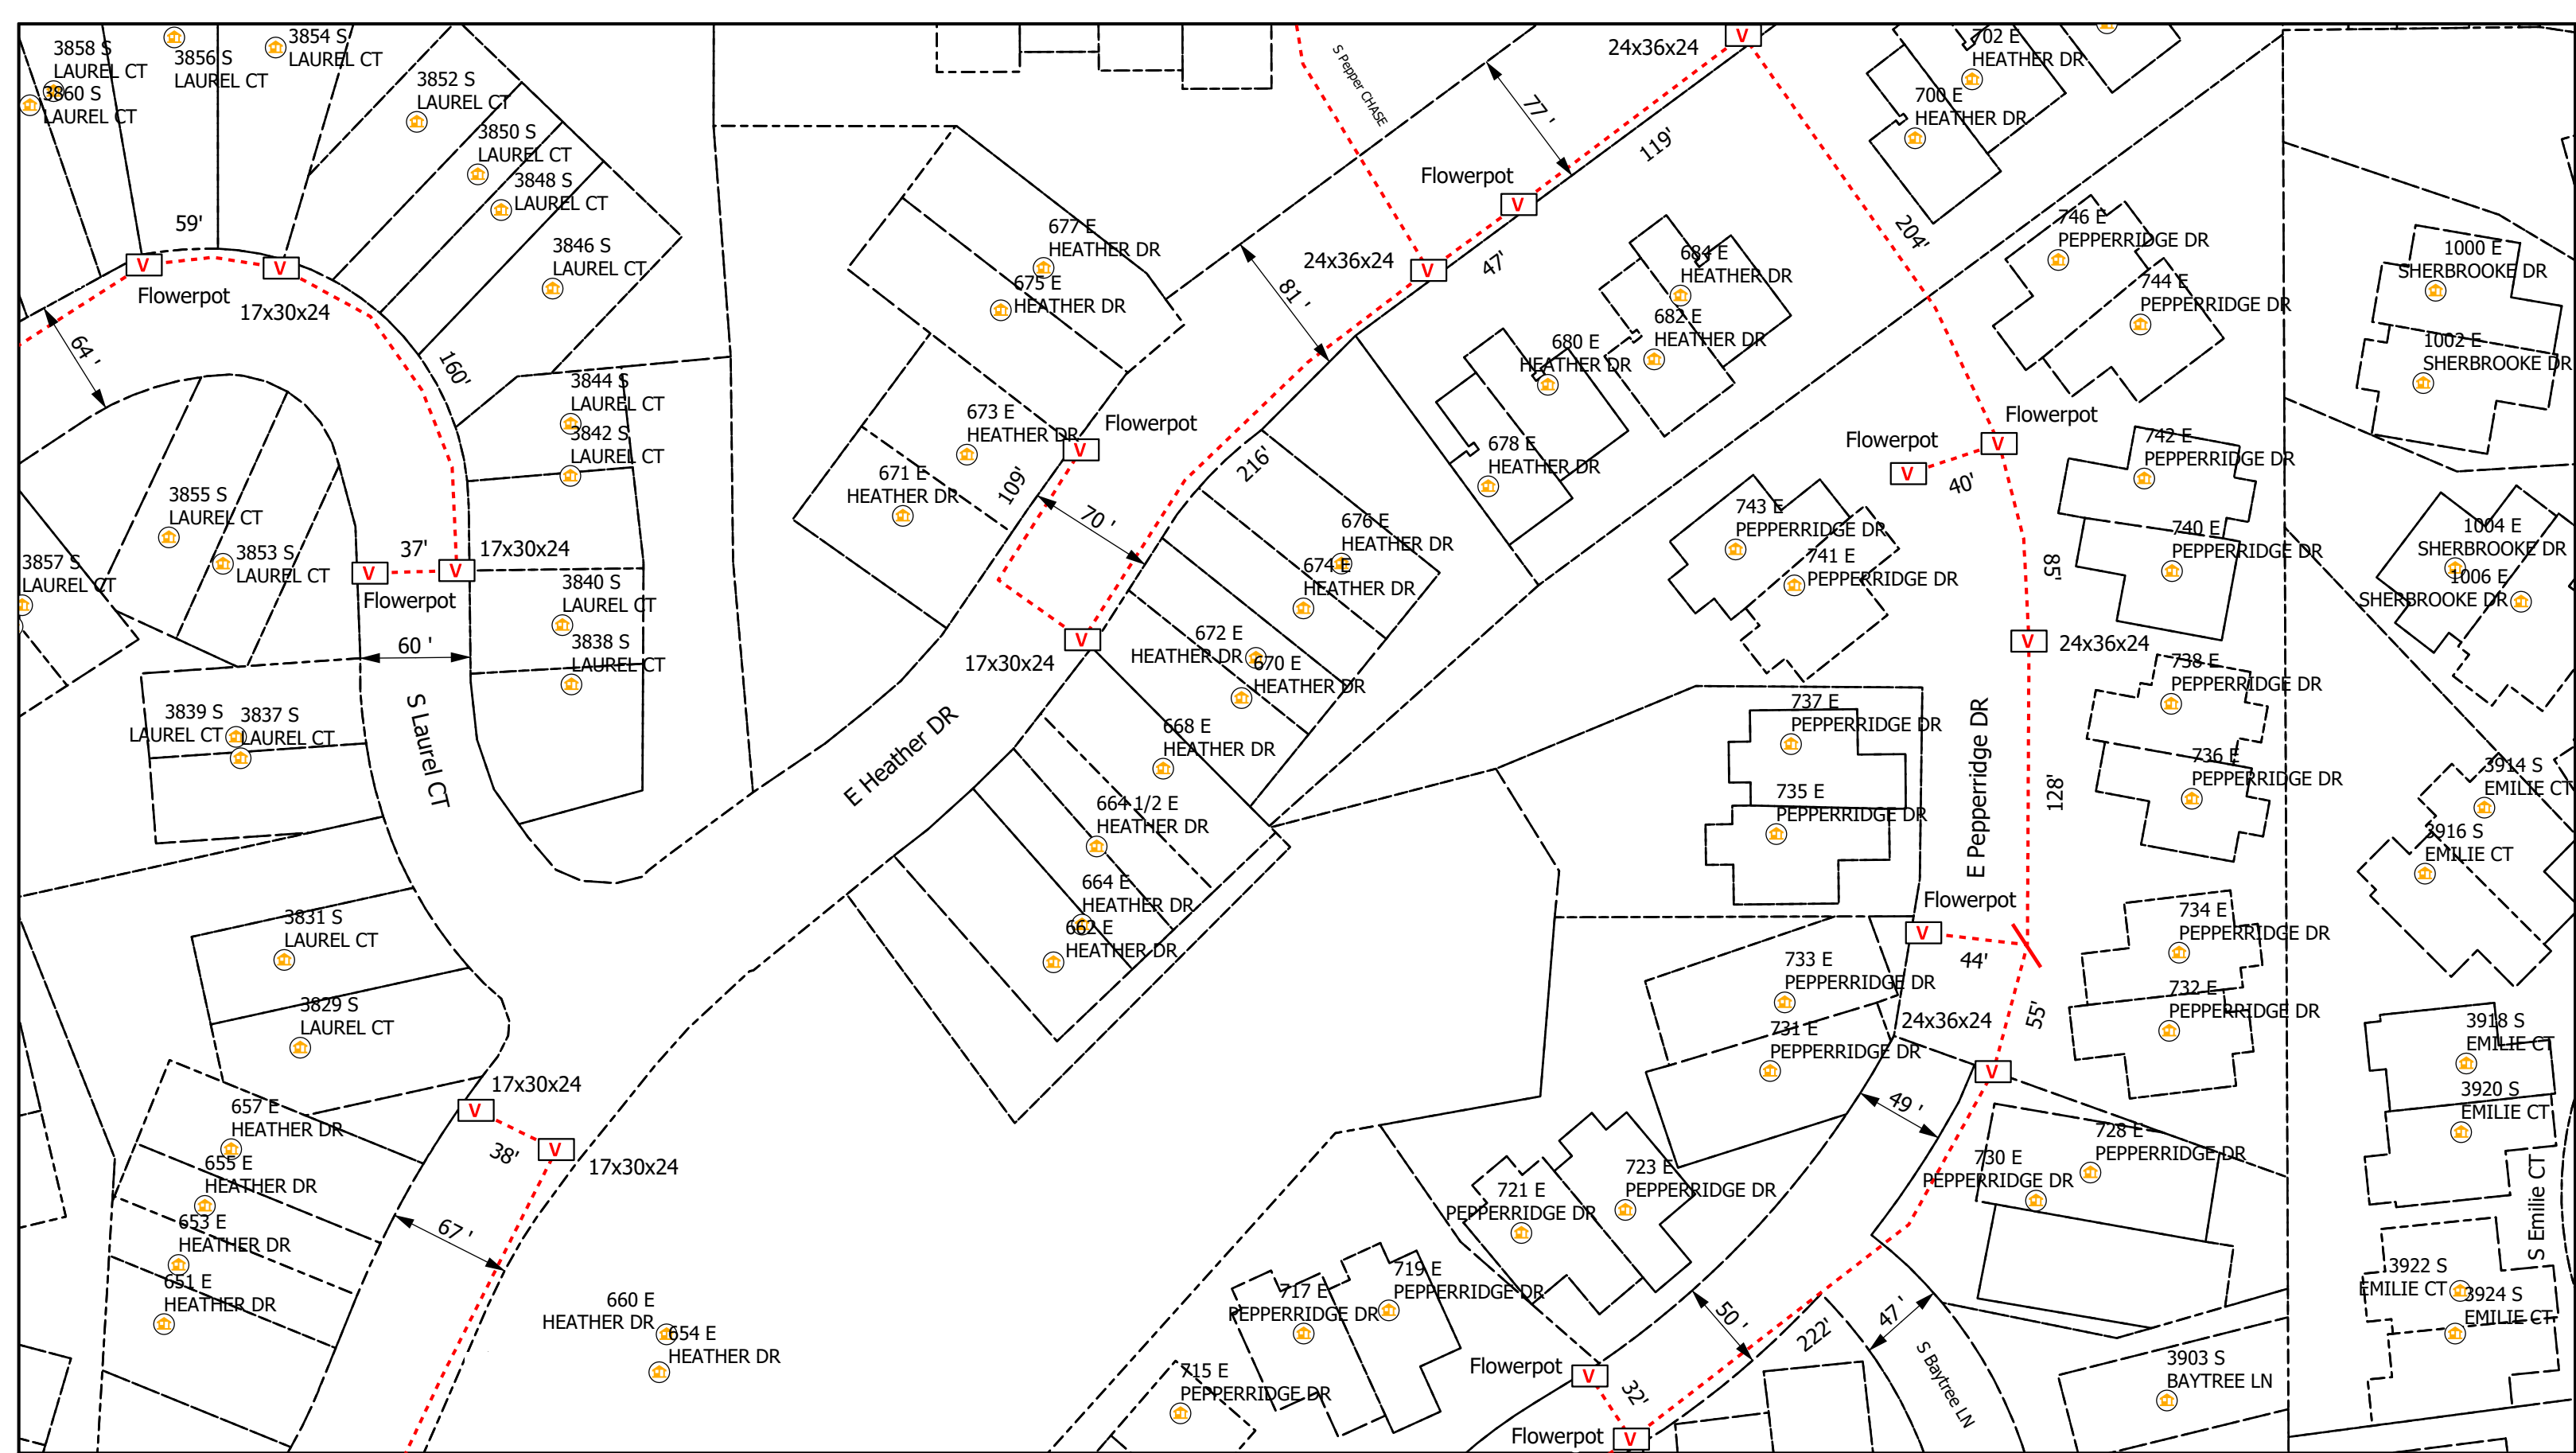 3858 S
LAUREL CT
3860 S
LAUREL CT
3856 S
LAUREL CT
3854 S
LAUREL CT
3852 S
LAUREL CT
3850 S
LAUREL CT
3848 S
LAUREL CT
3846 S
LAUREL CT
59'
V
V
Flowerpot
17x30x24
64 '
160'
3844 S
LAUREL CT
3842 S
LAUREL CT
3855 S
LAUREL CT
3853 S
LAUREL CT
3857 S
LAUREL CT
37'
17x30x24
V
V
Flowerpot
3840 S
LAUREL CT
3838 S
LAUREL CT
60 '
S Laurel CT
3839 S
LAUREL CT
3837 S
LAUREL CT
3831 S
LAUREL CT
3829 S
LAUREL CT
17x30x24
V
38'
V
17x30x24
657 E
HEATHER DR
655 E
HEATHER DR
653 E
HEATHER DR
651 E
HEATHER DR
67 '
660 E
HEATHER DR
654 E
HEATHER DR
677 E
HEATHER DR
675 E
HEATHER DR
673 E
HEATHER DR
671 E
HEATHER DR
Flowerpot
V
109'
70 '
V
17x30x24
E Heather DR
216'
81 '
S Pepper CHASE
24x36x24
V
47'
Flowerpot
V
77 '
119'
24x36x24
V
702 E
HEATHER DR
700 E
HEATHER DR
204'
684 E
HEATHER DR
682 E
HEATHER DR
680 E
HEATHER DR
678 E
HEATHER DR
676 E
HEATHER DR
674 E
HEATHER DR
672 E
HEATHER DR
670 E
HEATHER DR
668 E
HEATHER DR
664 1/2 E
HEATHER DR
664 E
HEATHER DR
662 E
HEATHER DR
746 E
PEPPERRIDGE DR
744 E
PEPPERRIDGE DR
Flowerpot
V
Flowerpot
V
40'
742 E
PEPPERRIDGE DR
740 E
PEPPERRIDGE DR
743 E
PEPPERRIDGE DR
741 E
PEPPERRIDGE DR
85'
V
24x36x24
738 E
PEPPERRIDGE DR
736 E
PEPPERRIDGE DR
737 E
PEPPERRIDGE DR
735 E
PEPPERRIDGE DR
E Pepperridge DR
128'
Flowerpot
V
44'
734 E
PEPPERRIDGE DR
732 E
PEPPERRIDGE DR
733 E
PEPPERRIDGE DR
731 E
PEPPERRIDGE DR
55'
24x36x24
V
49 '
728 E
PEPPERRIDGE DR
730 E
PEPPERRIDGE DR
723 E
PEPPERRIDGE DR
721 E
PEPPERRIDGE DR
719 E
PEPPERRIDGE DR
717 E
PEPPERRIDGE DR
715 E
PEPPERRIDGE DR
50 '
222'
47 '
S Baytree LN
Flowerpot
V
32'
Flowerpot
V
3903 S
BAYTREE LN
1000 E
SHERBROOKE DR
1002 E
SHERBROOKE DR
1004 E
SHERBROOKE DR
1006 E
SHERBROOKE DR
3914 S
EMILIE CT
3916 S
EMILIE CT
3918 S
EMILIE CT
3920 S
EMILIE CT
S Emilie CT
3922 S
EMILIE CT
3924 S
EMILIE CT